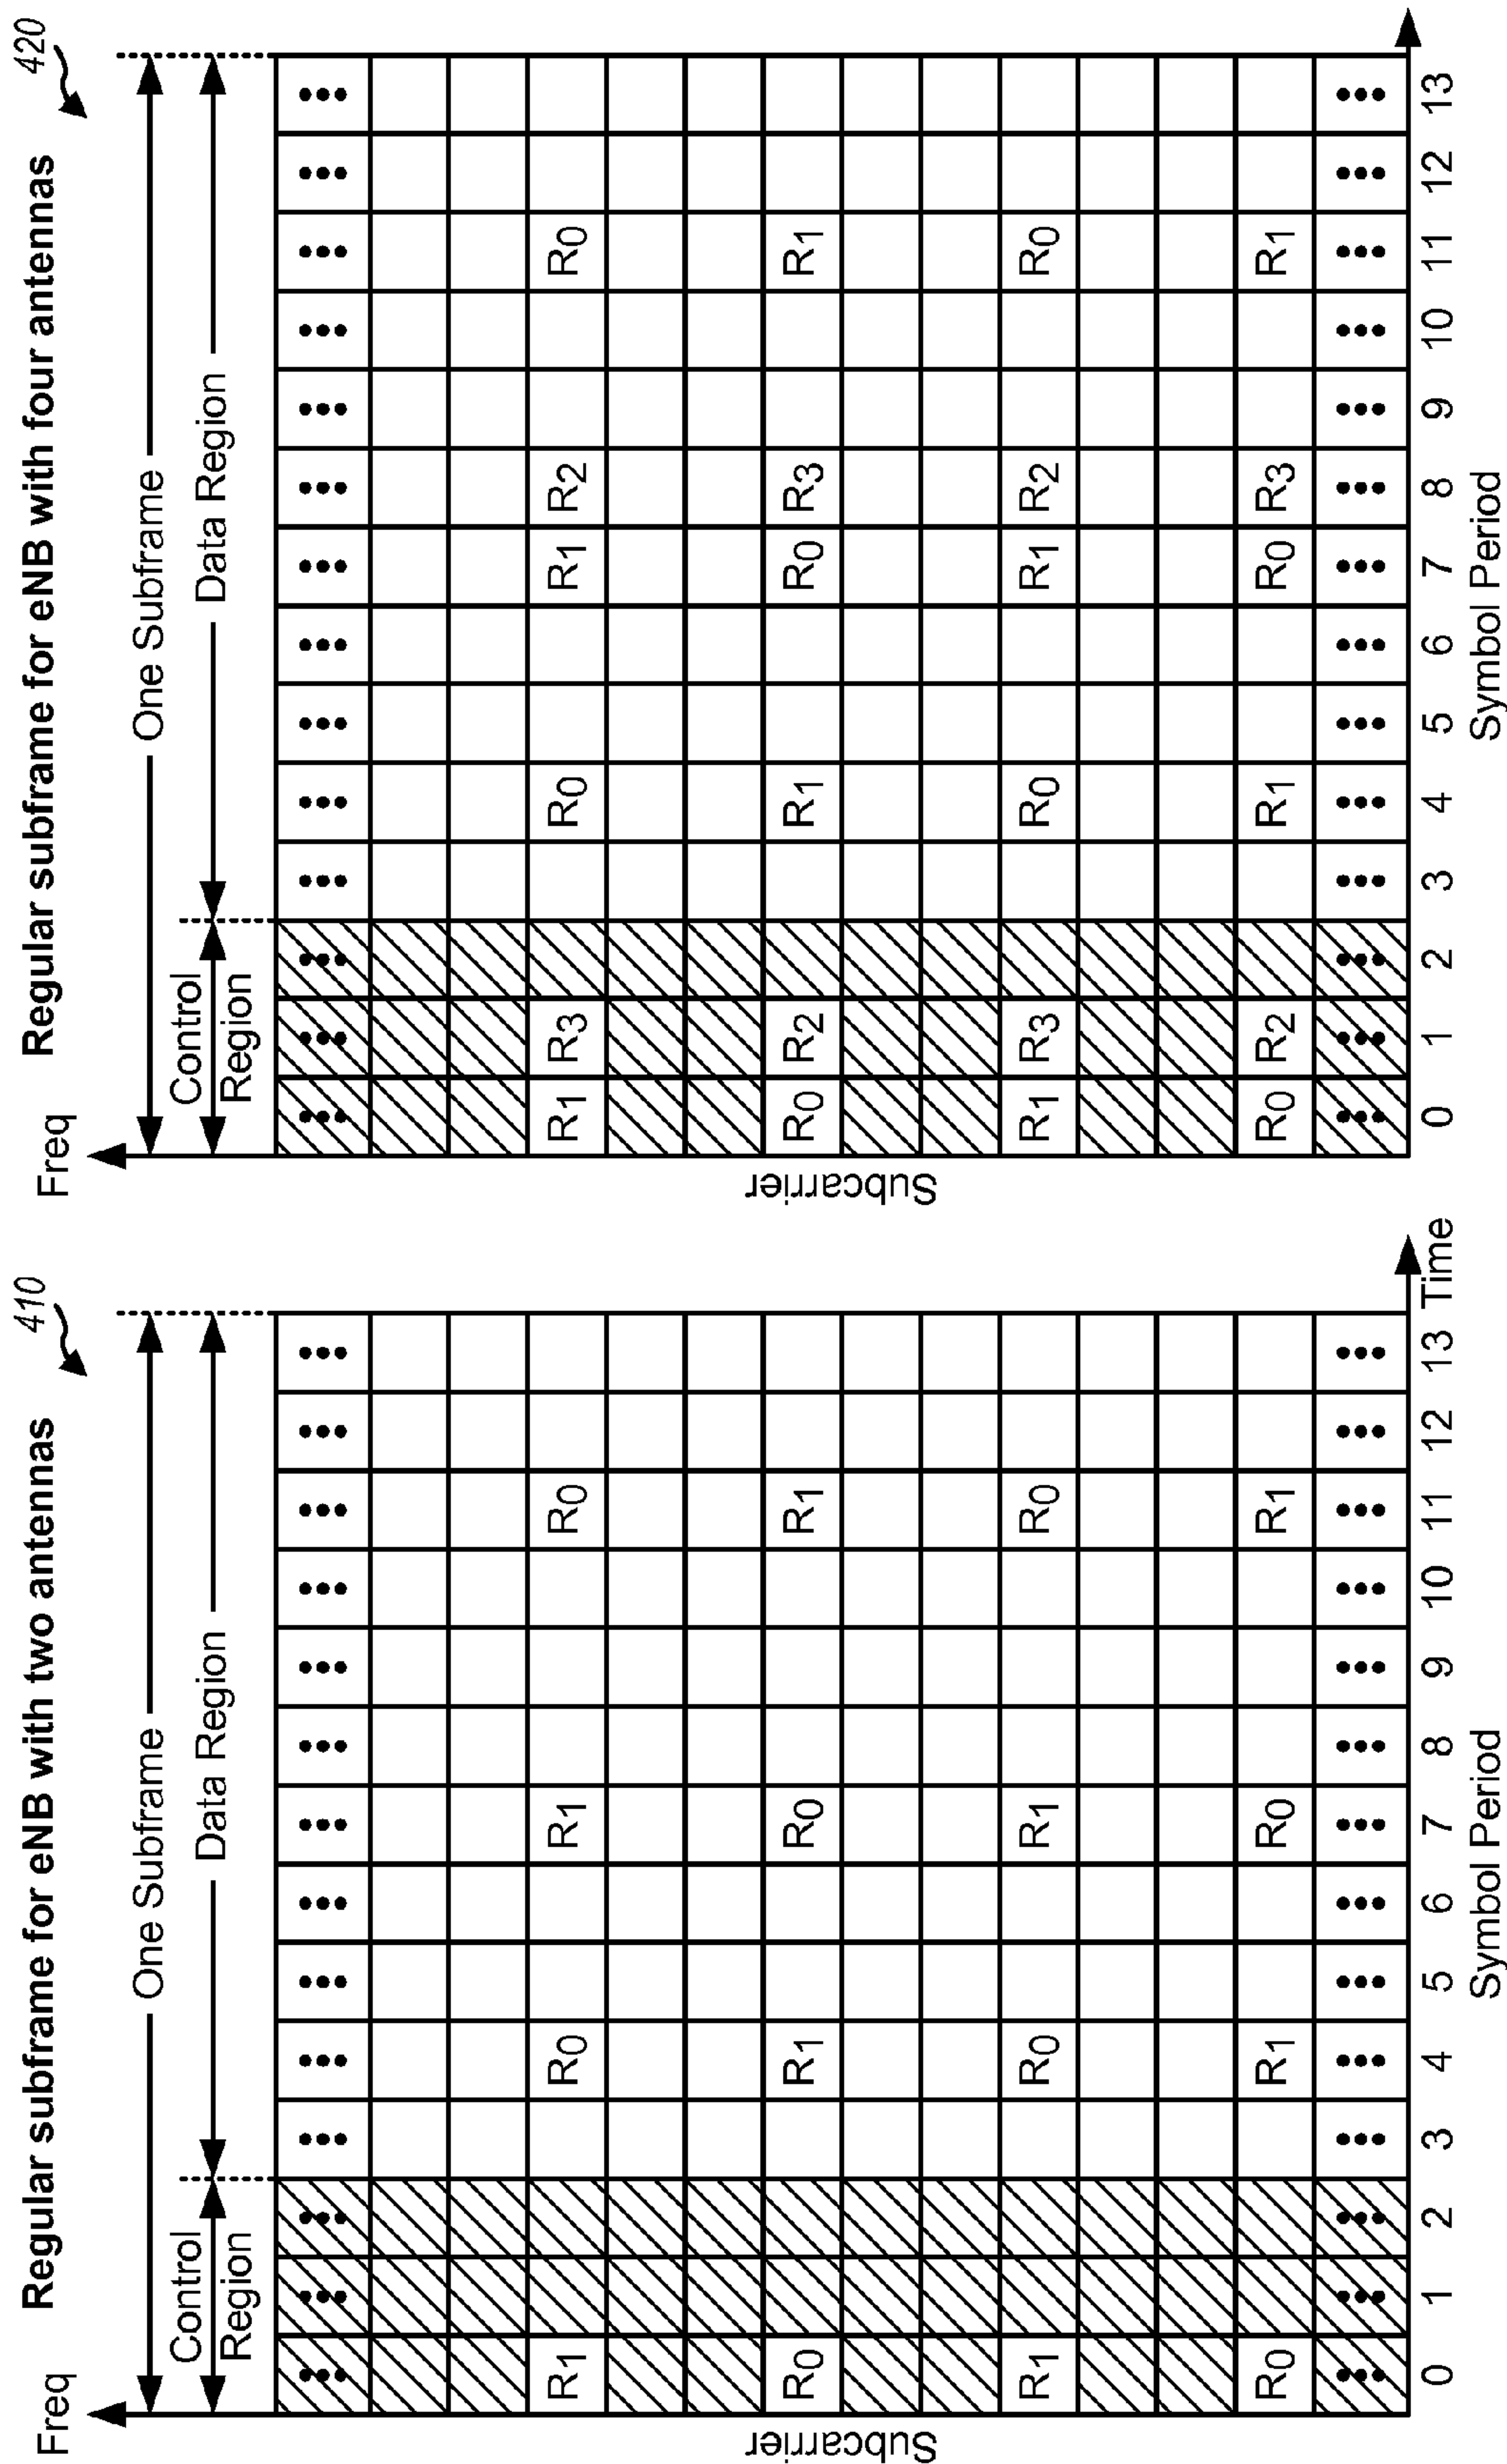 Regular subframe for eNB with two antennas
410
Freq
One Subframe
Control
Region
Data Region
Subcarrier
R1 R0 R1 R0 R0
R0 R1 R0 R1
R1 R0 R1 R0
R0 R1 R0 R1
0 1 2 3 4 5 6 7 8 9 10 11 12 13
Time
Symbol Period
Regular subframe for eNB with four antennas
420
Freq
One Subframe
Control
Region
Data Region
Subcarrier
R1 R3 R0 R1 R2 R0
R0 R2 R1 R0 R3 R1
R1 R3 R0 R1 R2 R0
R0 R2 R1 R0 R3 R1
0 1 2 3 4 5 6 7 8 9 10 11 12 13
Symbol Period